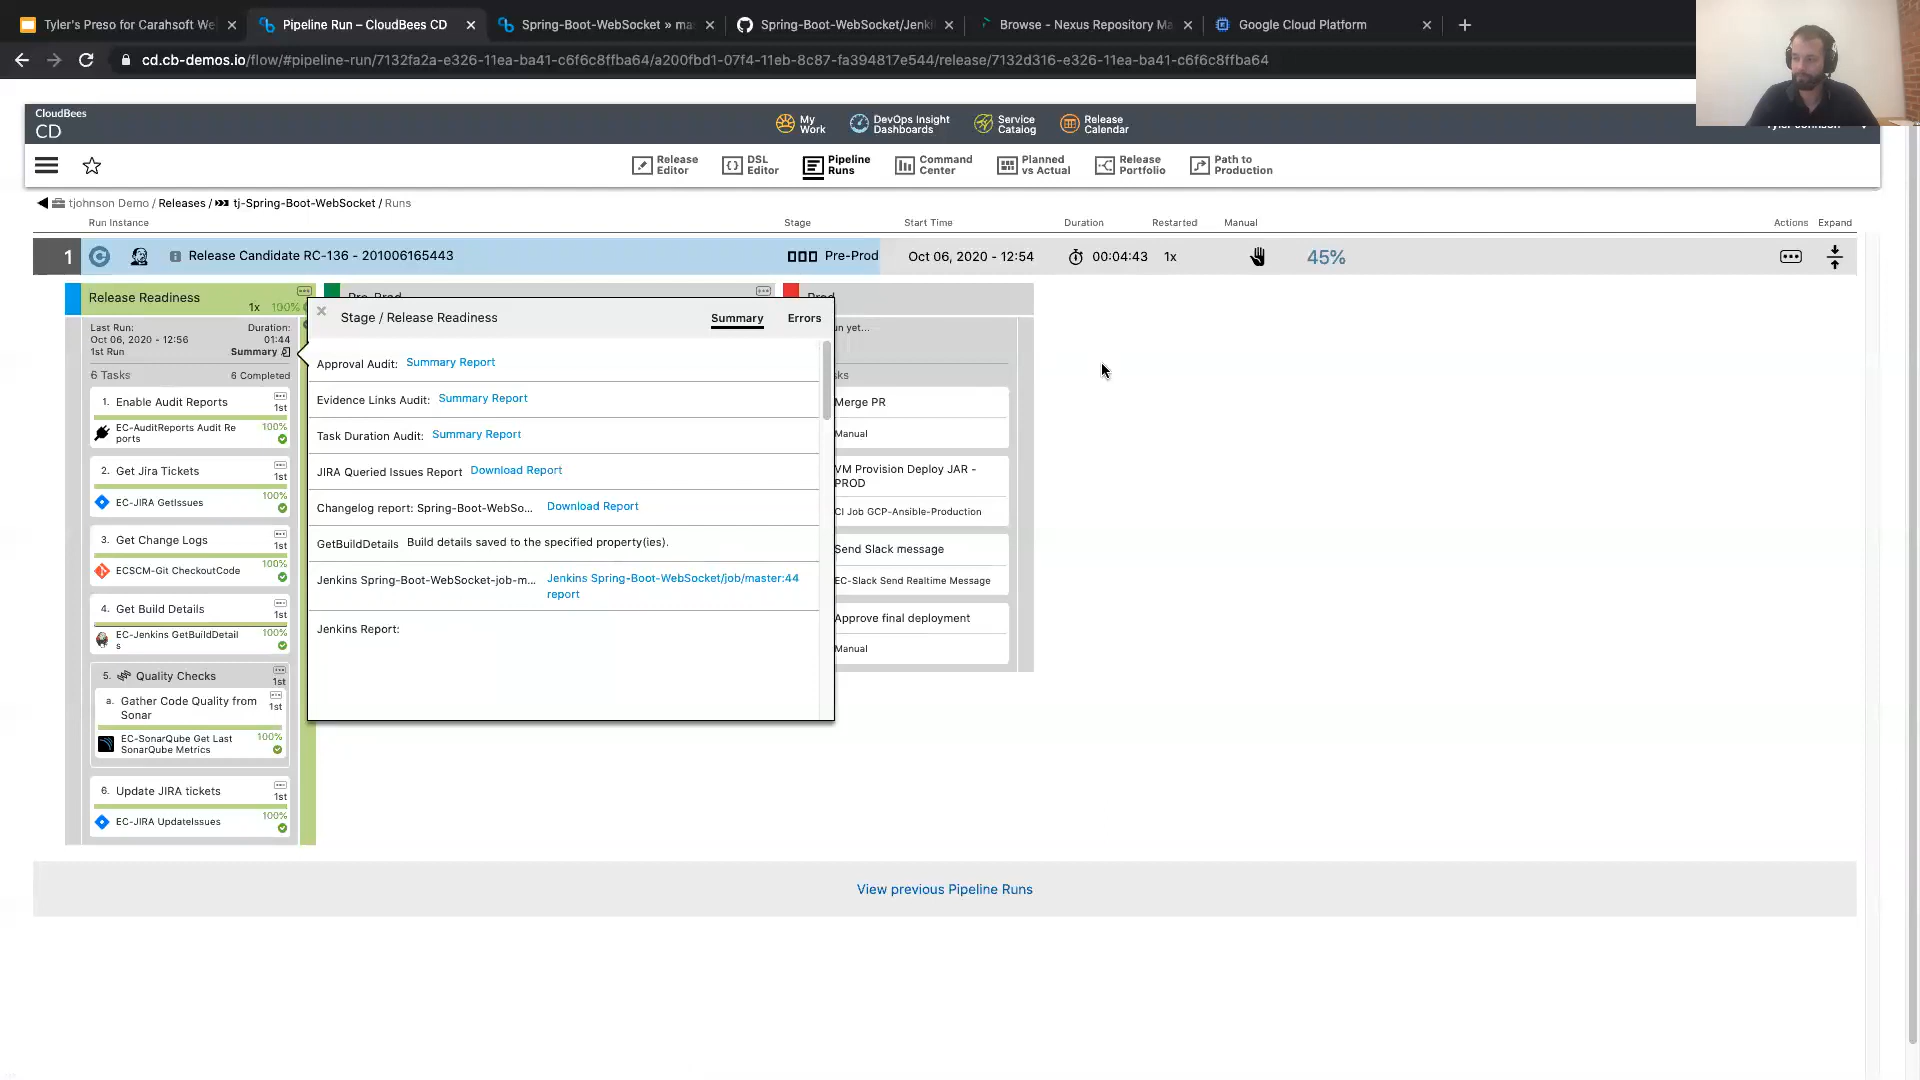 Tyler's Preso for Carahsoft We
Pipeline Run – CloudBees CD
Spring-Boot-WebSocket » ma
Spring-Boot-WebSocket/Jenki
Browse - Nexus Repository Ma
Google Cloud Platform
cd.cb-demos.io/flow/#pipeline-run/7132fa2a-e326-11ea-ba41-c6f6c8ffba64/a200fbd1-07f4-11eb-8c87-fa394817e544/release/7132d316-e326-11ea-ba41-c6f6c8ffba64
CloudBees
CD
My
Work
DevOps Insight
Dashboards
Service
Catalog
Release
Calendar
Tyler Johnson
Release
Editor
DSL
Editor
Pipeline
Runs
Command
Center
Planned
vs Actual
Release
Portfolio
Path to
Production
tjohnson Demo / Releases / tj-Spring-Boot-WebSocket / Runs
Run Instance
Stage
Start Time
Duration
Restarted
Manual
Actions
Expand
1
Release Candidate RC-136 - 201006165443
Pre-Prod
Oct 06, 2020 - 12:54
00:04:43
1x
45%
Release Readiness
1x 100%
Last Run:
Oct 06, 2020 - 12:56
1st Run
Duration:
01:44
Summary
6 Tasks
6 Completed
1. Enable Audit Reports
1st
EC-AuditReports Audit Re
ports
100%
2. Get Jira Tickets
1st
EC-JIRA GetIssues
100%
3. Get Change Logs
1st
ECSCM-Git CheckoutCode
100%
4. Get Build Details
1st
EC-Jenkins GetBuildDetail
s
100%
5. Quality Checks
1st
a. Gather Code Quality from
Sonar
1st
EC-SonarQube Get Last
SonarQube Metrics
100%
6. Update JIRA tickets
1st
EC-JIRA UpdateIssues
100%
Pre-Prod
Stage / Release Readiness
Summary
Errors
Approval Audit: Summary Report
Evidence Links Audit: Summary Report
Task Duration Audit: Summary Report
JIRA Queried Issues Report Download Report
Changelog report: Spring-Boot-WebSo... Download Report
GetBuildDetails Build details saved to the specified property(ies).
Jenkins Spring-Boot-WebSocket-job-m... Jenkins Spring-Boot-WebSocket/job/master:44
report
Jenkins Report:
Prod
un yet...
sks
Merge PR
Manual
VM Provision Deploy JAR -
PROD
CI Job GCP-Ansible-Production
Send Slack message
EC-Slack Send Realtime Message
Approve final deployment
Manual
View previous Pipeline Runs